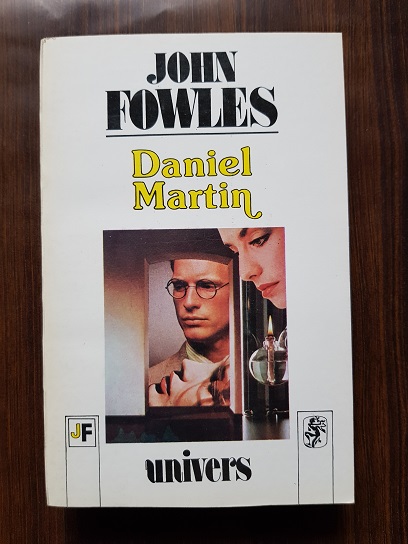 JOHN
FOWLES
Daniel
Martin
JF
univers